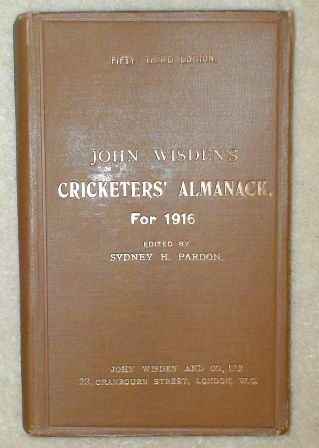 FIFTY THIRD EDITION.
JOHN WISDEN'S
CRICKETERS' ALMANACK.
For 1916
EDITED BY
SYDNEY H. PARDON.
JOHN WISDEN AND CO., LTD
23, CRANBOURN STREET, LONDON, W.C.